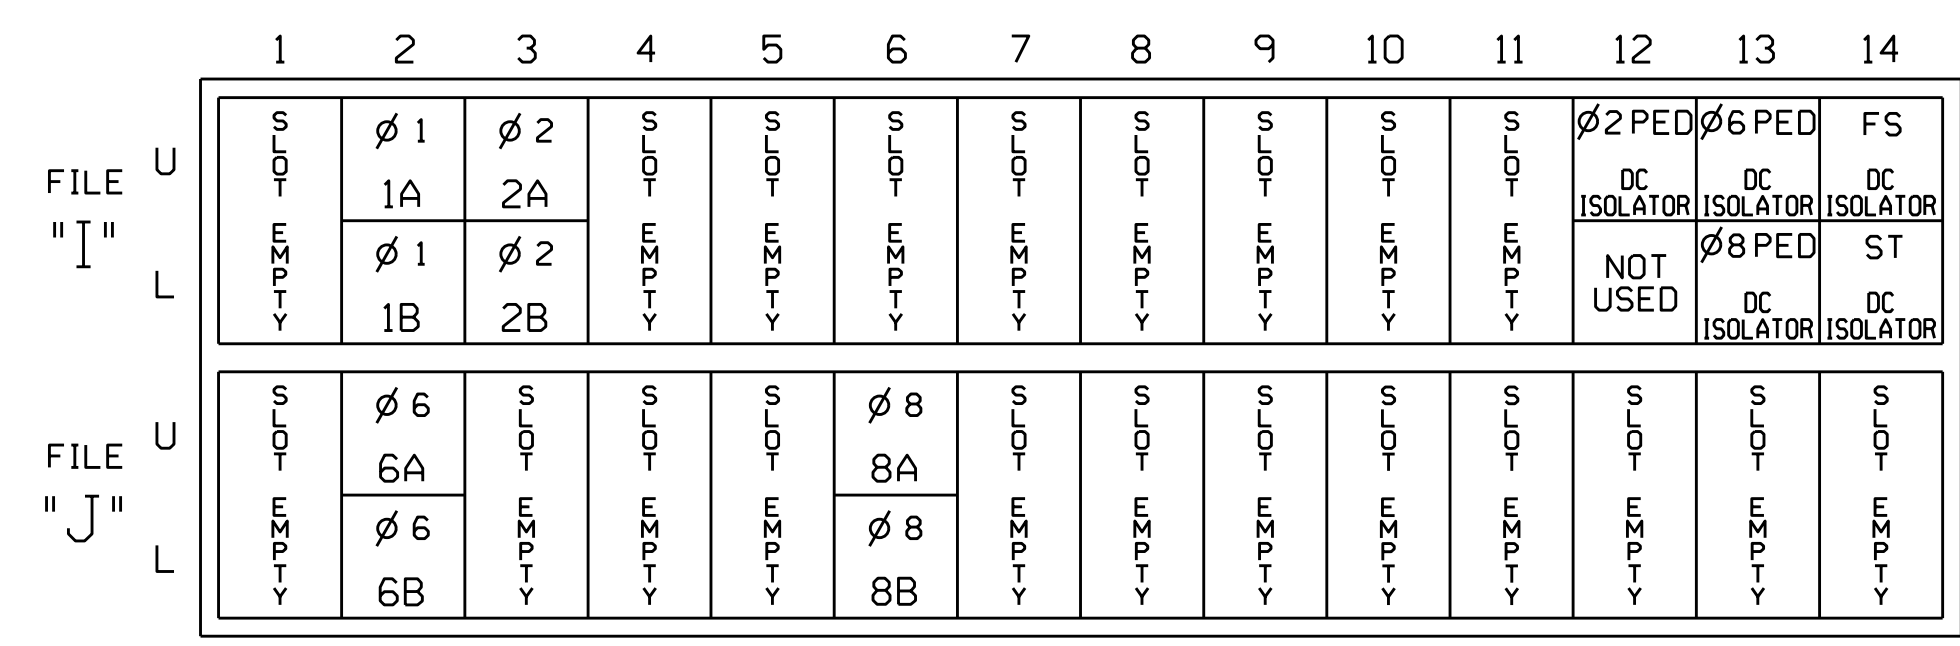 1 2 3 4 5 6 7 8 9 10 11 12 13 14
FILE "I"
U
L
SLOT EMPTY
Ø 1
1A
Ø 1
1B
Ø 2
2A
Ø 2
2B
SLOT EMPTY
SLOT EMPTY
SLOT EMPTY
SLOT EMPTY
SLOT EMPTY
SLOT EMPTY
SLOT EMPTY
SLOT EMPTY
Ø2 PED
DC
ISOLATOR
NOT
USED
Ø6 PED
DC
ISOLATOR
Ø8 PED
DC
ISOLATOR
FS
DC
ISOLATOR
ST
DC
ISOLATOR
FILE "J"
U
L
SLOT EMPTY
Ø 6
6A
Ø 6
6B
SLOT EMPTY
SLOT EMPTY
SLOT EMPTY
Ø 8
8A
Ø 8
8B
SLOT EMPTY
SLOT EMPTY
SLOT EMPTY
SLOT EMPTY
SLOT EMPTY
SLOT EMPTY
SLOT EMPTY
SLOT EMPTY